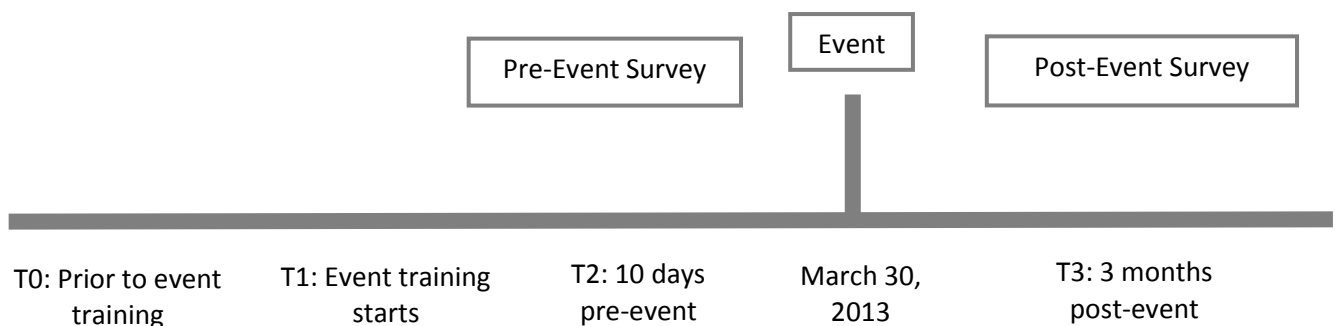 Pre-Event Survey
Event
Post-Event Survey
T0: Prior to event
training
T1: Event training
starts
T2: 10 days
pre-event
March 30,
2013
T3: 3 months
post-event